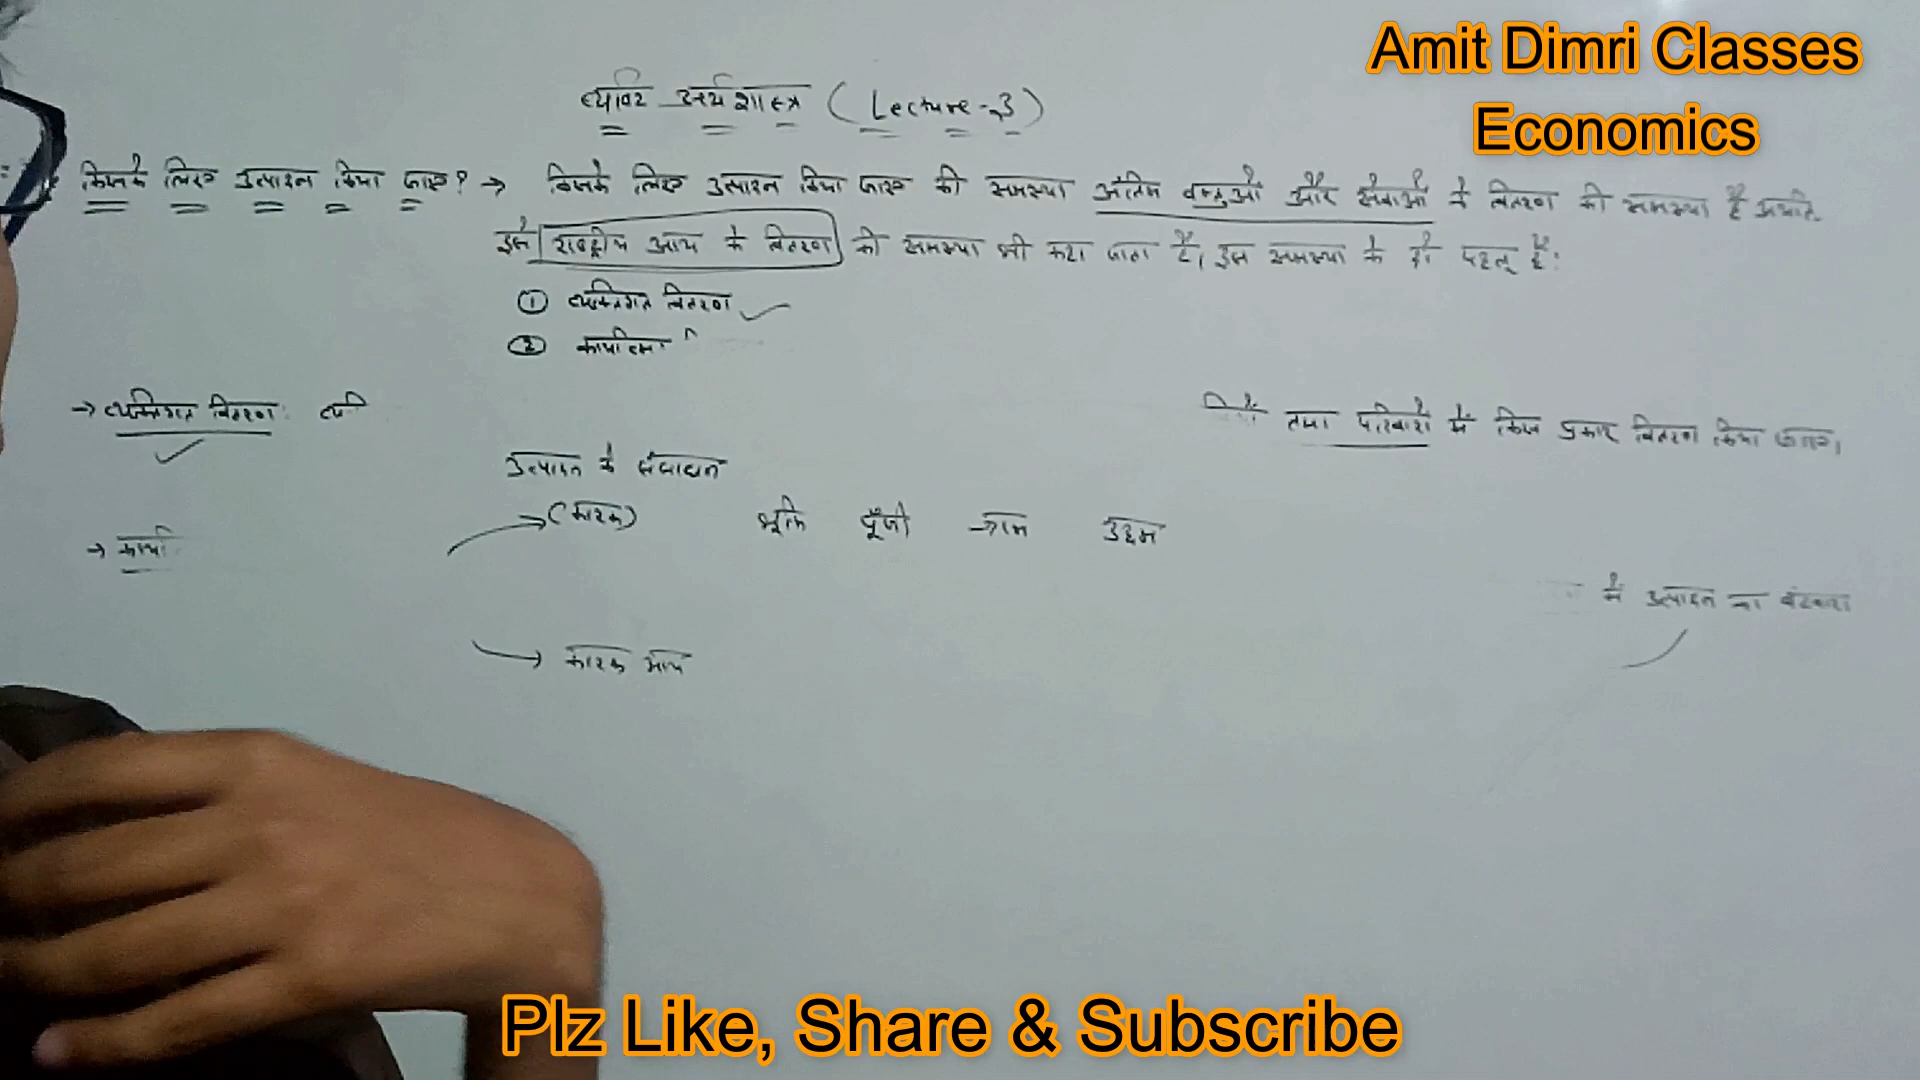 Amit Dimri Classes
Economics
व्यष्टि अर्थशास्त्र (Lecture-3)
किसके लिए उत्पादन किया जाए? → किसके लिए उत्पादन किया जाए की समस्या अंतिम वस्तुओं और सेवाओं के वितरण की समस्या है अर्थात
इसे राष्ट्रीय आय के वितरण की समस्या भी कहा जाता है। इस समस्या के दो पहलू है:
① व्यक्तिगत वितरण
②
→ व्यक्तिगत वितरण: तथा परिवारों में किस प्रकार वितरण किया जाए।
उत्पादन के संसाधन
→ (कारक) भूमि पूँजी श्रम उद्यम
→ कार्या
में उत्पादन का बंटवारा
→ कारक आय
Plz Like, Share & Subscribe